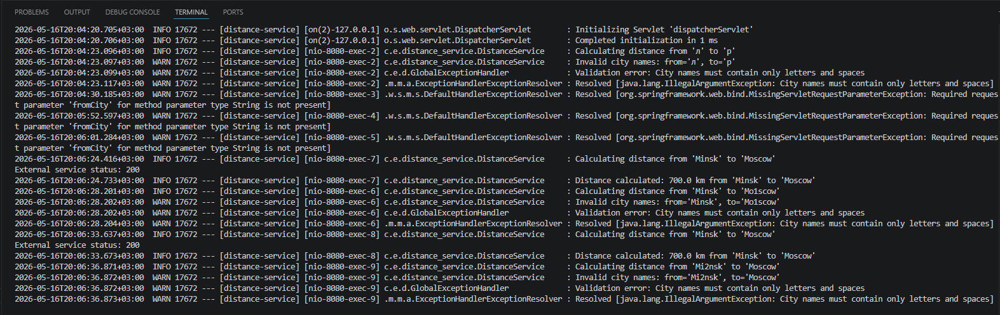 PROBLEMS OUTPUT DEBUG CONSOLE TERMINAL PORTS
2026-05-16T20:04:20.705+03:00  INFO 17672 --- [distance-service] [on(2)-127.0.0.1] o.s.web.servlet.DispatcherServlet        : Initializing Servlet 'dispatcherServlet'
2026-05-16T20:04:20.706+03:00  INFO 17672 --- [distance-service] [on(2)-127.0.0.1] o.s.web.servlet.DispatcherServlet        : Completed initialization in 1 ms
2026-05-16T20:04:23.096+03:00  INFO 17672 --- [distance-service] [nio-8080-exec-2] c.e.distance_service.DistanceService     : Calculating distance from 'л' to 'р'
2026-05-16T20:04:23.097+03:00  WARN 17672 --- [distance-service] [nio-8080-exec-2] c.e.distance_service.DistanceService     : Invalid city names: from='л', to='р'
2026-05-16T20:04:23.099+03:00  WARN 17672 --- [distance-service] [nio-8080-exec-2] c.e.d.GlobalExceptionHandler             : Validation error: City names must contain only letters and spaces
2026-05-16T20:04:23.117+03:00  WARN 17672 --- [distance-service] [nio-8080-exec-2] .m.m.a.ExceptionHandlerExceptionResolver : Resolved [java.lang.IllegalArgumentException: City names must contain only letters and spaces]
2026-05-16T20:04:30.185+03:00  WARN 17672 --- [distance-service] [nio-8080-exec-3] .w.s.m.s.DefaultHandlerExceptionResolver : Resolved [org.springframework.web.bind.MissingServletRequestParameterException: Required reques
t parameter 'fromCity' for method parameter type String is not present]
2026-05-16T20:05:52.597+03:00  WARN 17672 --- [distance-service] [nio-8080-exec-4] .w.s.m.s.DefaultHandlerExceptionResolver : Resolved [org.springframework.web.bind.MissingServletRequestParameterException: Required reques
t parameter 'fromCity' for method parameter type String is not present]
2026-05-16T20:06:01.284+03:00  WARN 17672 --- [distance-service] [nio-8080-exec-5] .w.s.m.s.DefaultHandlerExceptionResolver : Resolved [org.springframework.web.bind.MissingServletRequestParameterException: Required reques
t parameter 'fromCity' for method parameter type String is not present]
2026-05-16T20:06:24.416+03:00  INFO 17672 --- [distance-service] [nio-8080-exec-7] c.e.distance_service.DistanceService     : Calculating distance from 'Minsk' to 'Moscow'
External service status: 200
2026-05-16T20:06:24.733+03:00  INFO 17672 --- [distance-service] [nio-8080-exec-7] c.e.distance_service.DistanceService     : Distance calculated: 700.0 km from 'Minsk' to 'Moscow'
2026-05-16T20:06:28.201+03:00  INFO 17672 --- [distance-service] [nio-8080-exec-6] c.e.distance_service.DistanceService     : Calculating distance from 'Minsk' to 'Mo1scow'
2026-05-16T20:06:28.202+03:00  WARN 17672 --- [distance-service] [nio-8080-exec-6] c.e.distance_service.DistanceService     : Invalid city names: from='Minsk', to='Mo1scow'
2026-05-16T20:06:28.202+03:00  WARN 17672 --- [distance-service] [nio-8080-exec-6] c.e.d.GlobalExceptionHandler             : Validation error: City names must contain only letters and spaces
2026-05-16T20:06:28.204+03:00  WARN 17672 --- [distance-service] [nio-8080-exec-6] .m.m.a.ExceptionHandlerExceptionResolver : Resolved [java.lang.IllegalArgumentException: City names must contain only letters and spaces]
2026-05-16T20:06:33.637+03:00  INFO 17672 --- [distance-service] [nio-8080-exec-8] c.e.distance_service.DistanceService     : Calculating distance from 'Minsk' to 'Moscow'
External service status: 200
2026-05-16T20:06:33.673+03:00  INFO 17672 --- [distance-service] [nio-8080-exec-8] c.e.distance_service.DistanceService     : Distance calculated: 700.0 km from 'Minsk' to 'Moscow'
2026-05-16T20:06:36.871+03:00  INFO 17672 --- [distance-service] [nio-8080-exec-9] c.e.distance_service.DistanceService     : Calculating distance from 'Mi2nsk' to 'Moscow'
2026-05-16T20:06:36.872+03:00  WARN 17672 --- [distance-service] [nio-8080-exec-9] c.e.distance_service.DistanceService     : Invalid city names: from='Mi2nsk', to='Moscow'
2026-05-16T20:06:36.872+03:00  WARN 17672 --- [distance-service] [nio-8080-exec-9] c.e.d.GlobalExceptionHandler             : Validation error: City names must contain only letters and spaces
2026-05-16T20:06:36.873+03:00  WARN 17672 --- [distance-service] [nio-8080-exec-9] .m.m.a.ExceptionHandlerExceptionResolver : Resolved [java.lang.IllegalArgumentException: City names must contain only letters and spaces]